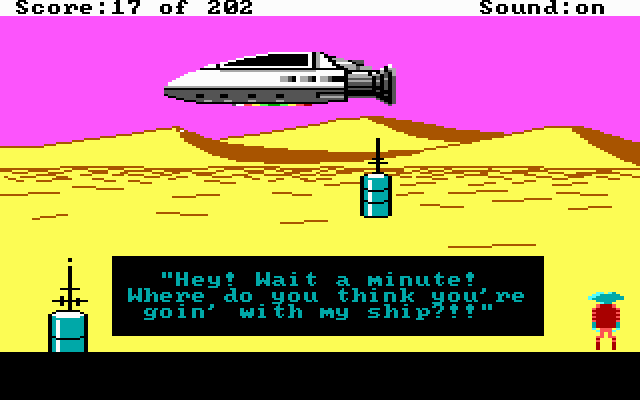 Score:17 of 202 Sound:on
"Hey! Wait a minute!
Where do you think you're
goin' with my ship?!!"